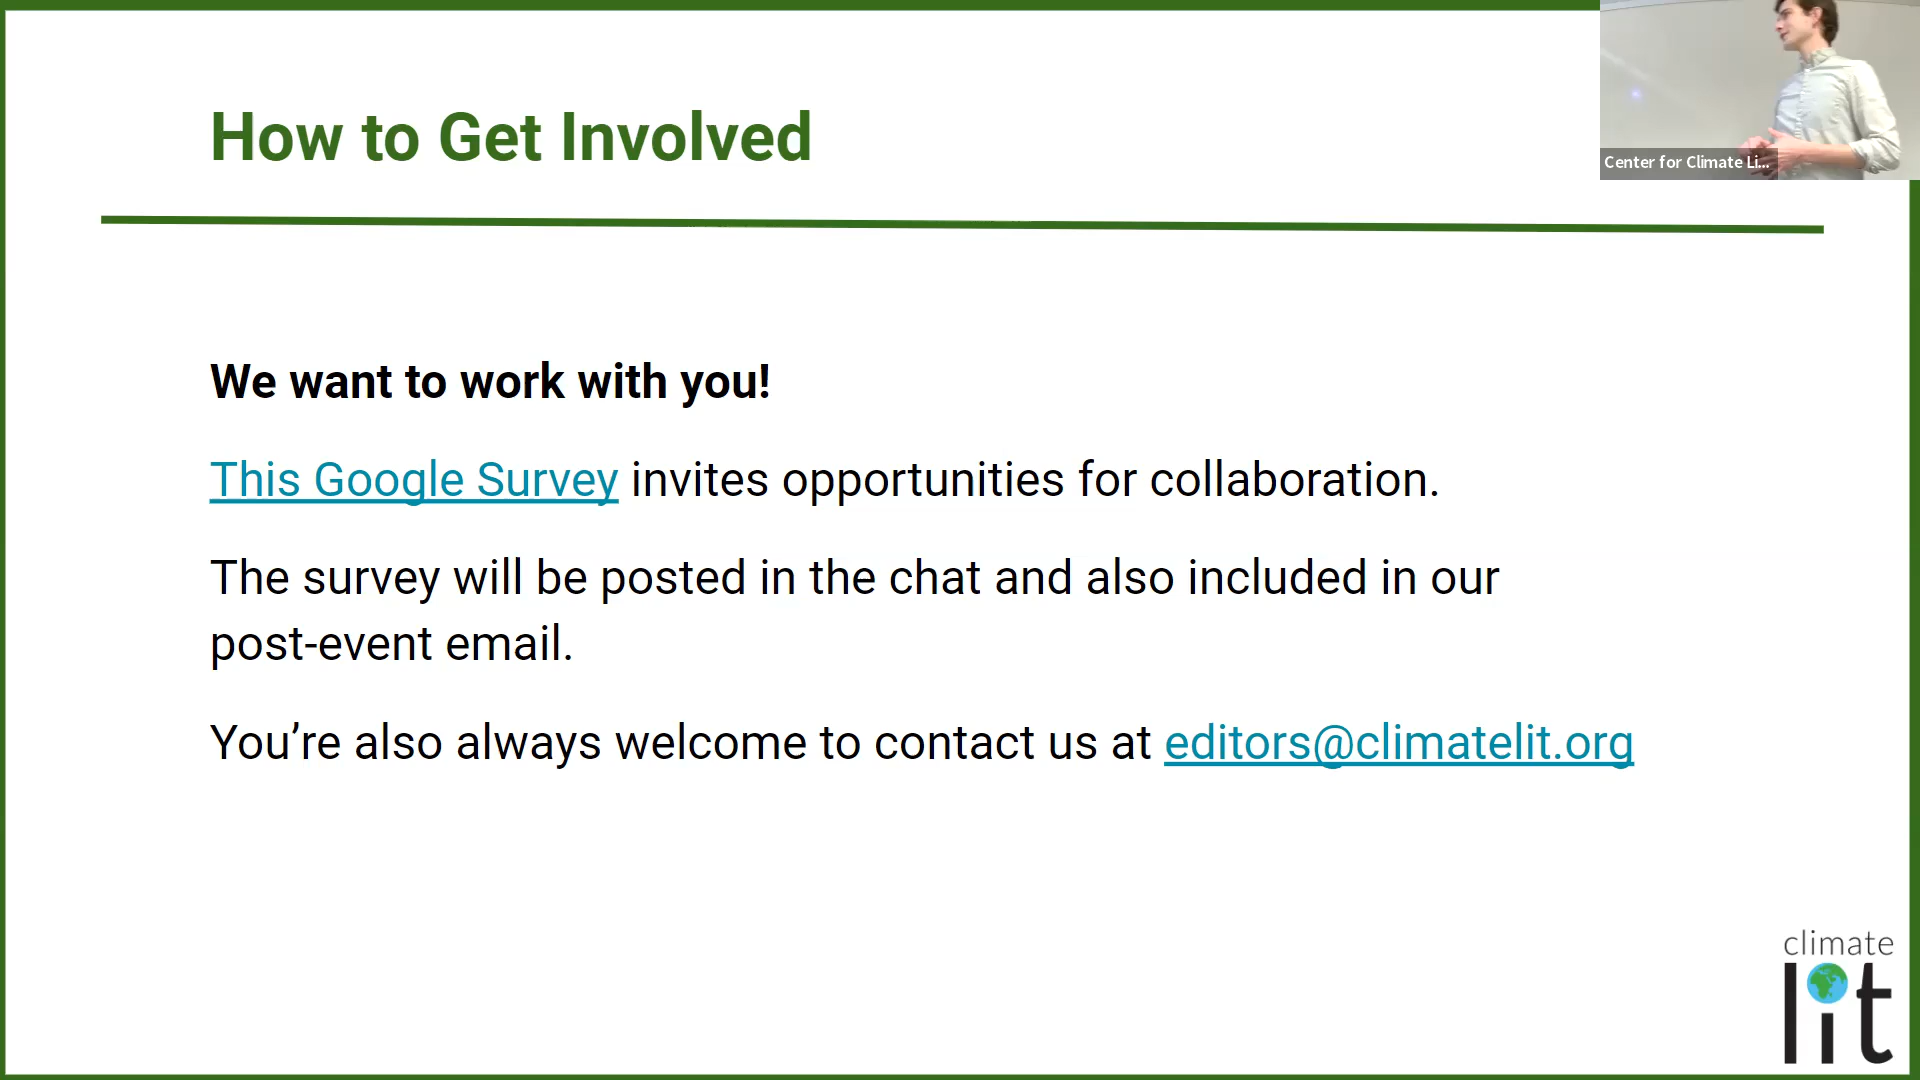 How to Get Involved
Center for Climate Li...
We want to work with you!
This Google Survey invites opportunities for collaboration.
The survey will be posted in the chat and also included in our
post-event email.
You’re also always welcome to contact us at editors@climatelit.org
climate
lit